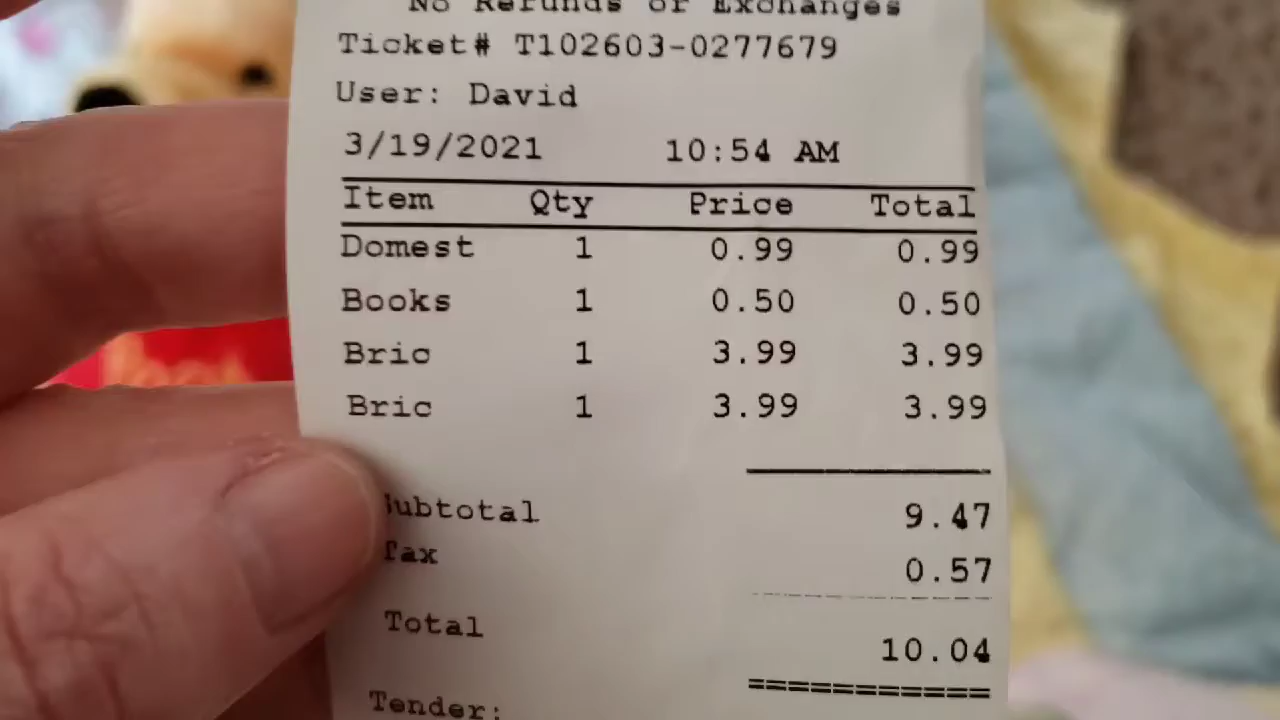 No Refunds or Exchanges
Ticket# T102603-0277679
User: David
3/19/2021 10:54 AM
Item Qty Price Total
Domest 1 0.99 0.99
Books 1 0.50 0.50
Bric 1 3.99 3.99
Bric 1 3.99 3.99
Subtotal 9.47
Tax 0.57
Total 10.04
Tender: